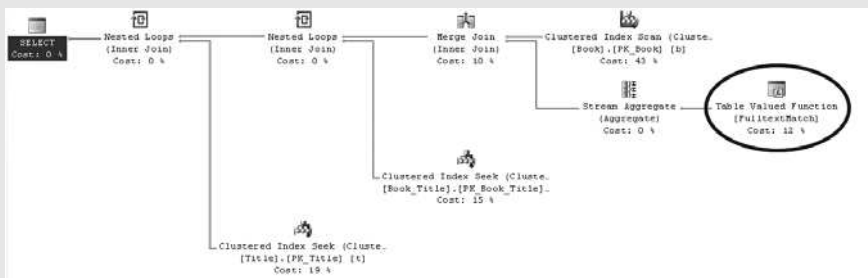 SELECT
Cost: 0 %
Nested Loops
(Inner Join)
Cost: 0 %
Nested Loops
(Inner Join)
Cost: 0 %
Merge Join
(Inner Join)
Cost: 10 %
Clustered Index Scan (Cluste…
[Book].[PK_Book] [b]
Cost: 43 %
Stream Aggregate
(Aggregate)
Cost: 0 %
Table Valued Function
[FulltextMatch]
Cost: 12 %
Clustered Index Seek (Cluste…
[Book_Title].[PK_Book_Title]…
Cost: 15 %
Clustered Index Seek (Cluste…
[Title].[PK_Title] [t]
Cost: 19 %